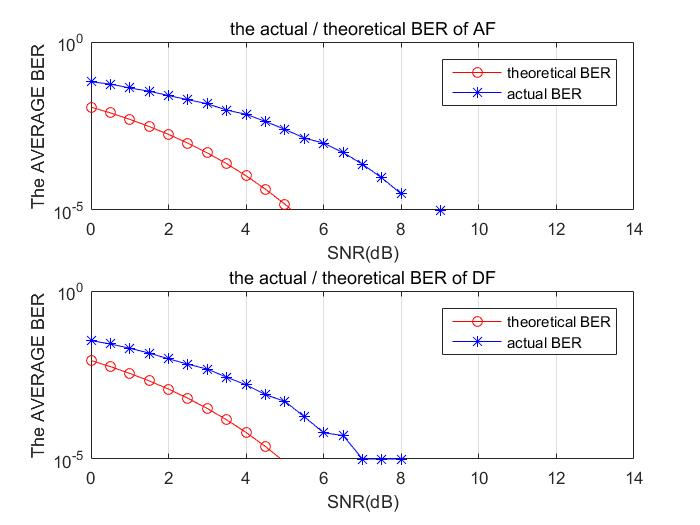 the actual / theoretical BER of AF
10^0
theoretical BER
actual BER
The AVERAGE BER
10^-5
0 2 4 6 8 10 12 14
SNR(dB)
the actual / theoretical BER of DF
10^0
theoretical BER
actual BER
The AVERAGE BER
10^-5
0 2 4 6 8 10 12 14
SNR(dB)